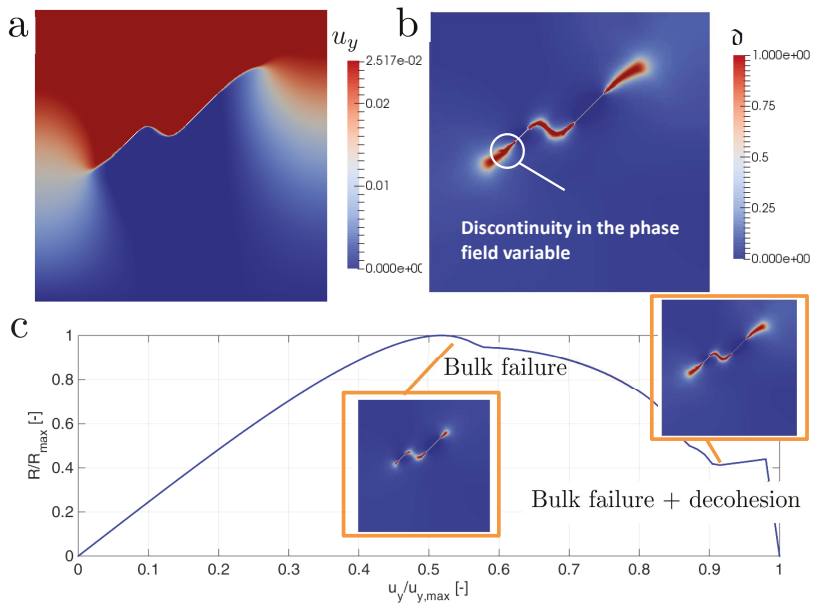 a
u_y
2.517e-02
0.02
0.01
0.000e+0
b
𝔡
1.000e+00
0.75
0.5
0.25
0.000e+00
Discontinuity in the phase
field variable
c
1
0.8
0.6
0.4
0.2
0
R/R_max [-]
Bulk failure
Bulk failure + decohesion
0 0.1 0.2 0.3 0.4 0.5 0.6 0.7 0.8 0.9 1
u_y/u_y,max [-]